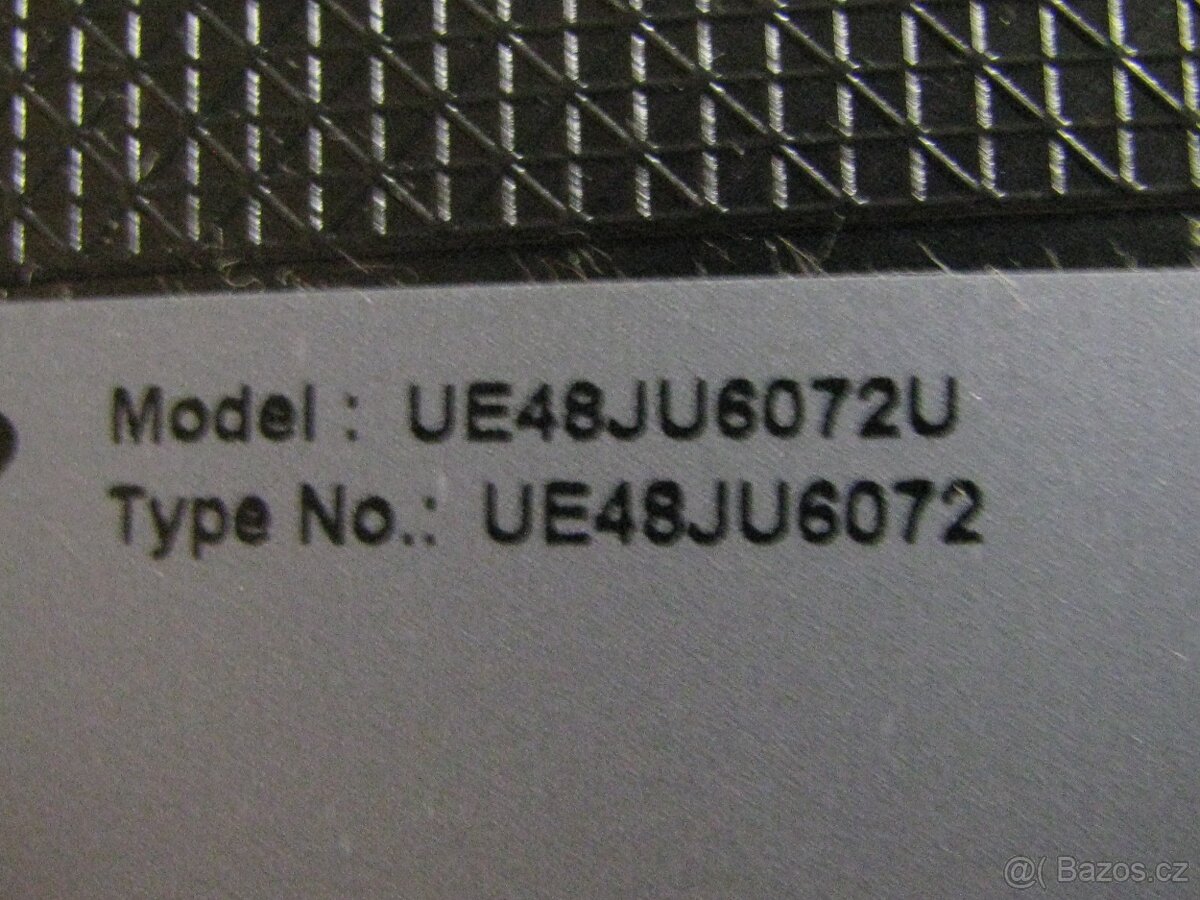 Model : UE48JU6072U
Type No.: UE48JU6072
@( Bazos.cz